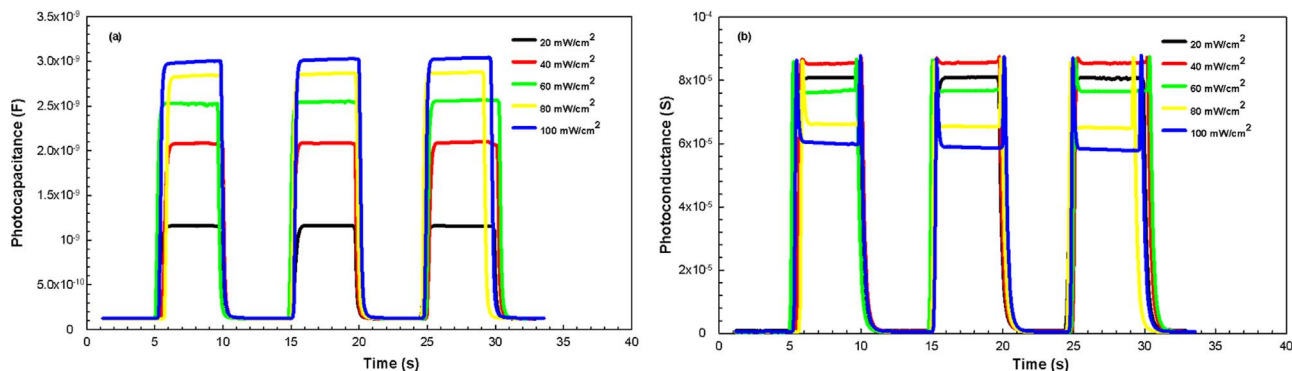 (a)
Photocapacitance (F)
3.5x10⁻⁹
3.0x10⁻⁹
2.5x10⁻⁹
2.0x10⁻⁹
1.5x10⁻⁹
10⁻⁹
5.0x10⁻¹⁰
0
0 5 10 15 20 25 30 35 40
Time (s)
20 mW/cm²
40 mW/cm²
60 mW/cm²
80 mW/cm²
100 mW/cm²
(b)
Photoconductance (S)
10⁻⁴
8x10⁻⁵
6x10⁻⁵
4x10⁻⁵
2x10⁻⁵
0
0 5 10 15 20 25 30 35 40
Time (s)
20 mW/cm²
40 mW/cm²
60 mW/cm²
80 mW/cm²
100 mW/cm²